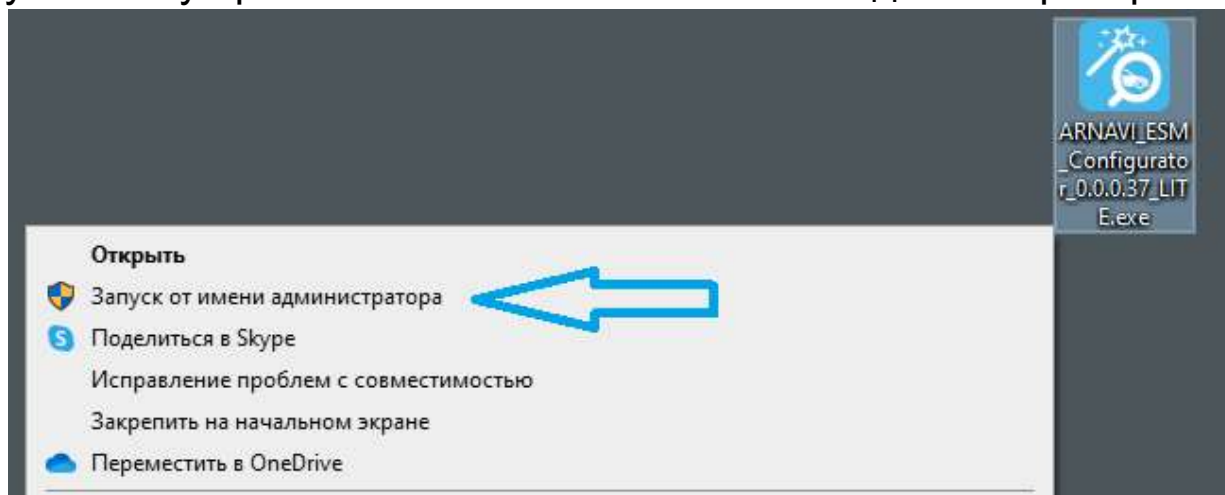 ARNAVI_ESM
_Configurato
r_0.0.0.37_LIT
E.exe
Открыть
Запуск от имени администратора
Поделиться в Skype
Исправление проблем с совместимостью
Закрепить на начальном экране
Переместить в OneDrive